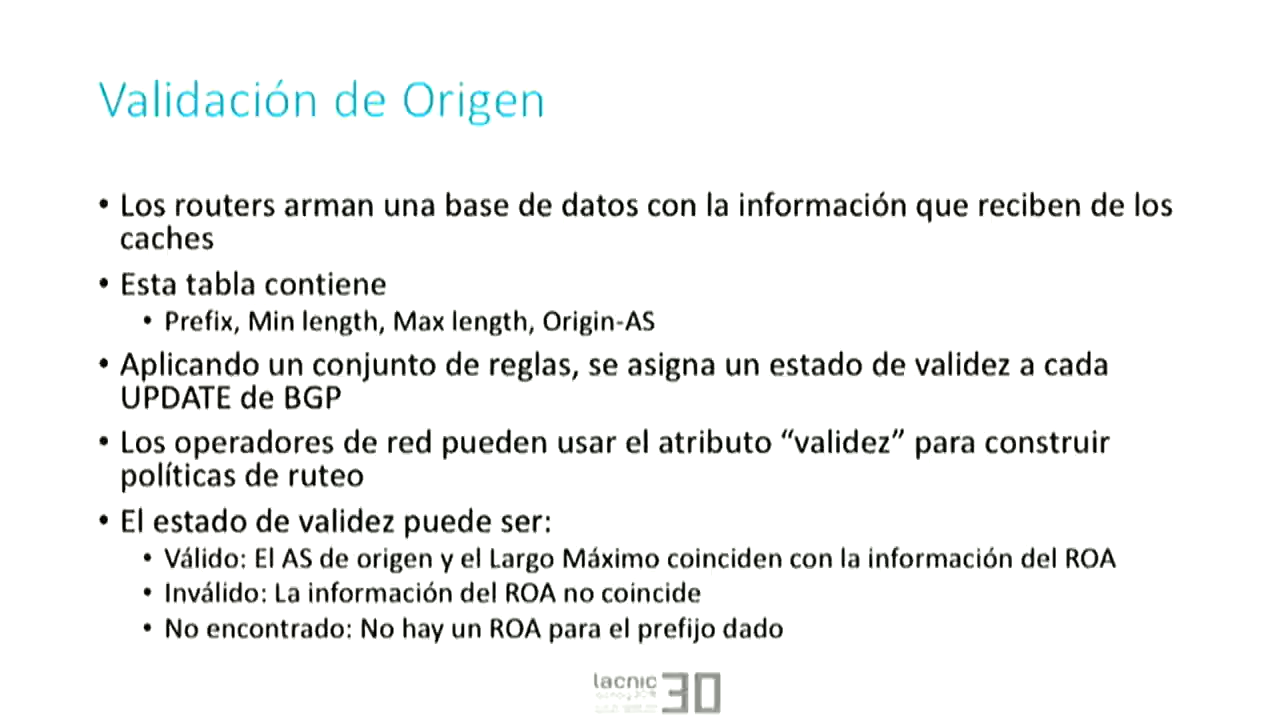 Validación de Origen
• Los routers arman una base de datos con la información que reciben de los
caches
• Esta tabla contiene
• Prefix, Min length, Max length, Origin-AS
• Aplicando un conjunto de reglas, se asigna un estado de validez a cada
UPDATE de BGP
• Los operadores de red pueden usar el atributo “validez” para construir
políticas de ruteo
• El estado de validez puede ser:
• Válido: El AS de origen y el Largo Máximo coinciden con la información del ROA
• Inválido: La información del ROA no coincide
• No encontrado: No hay un ROA para el prefijo dado
lacnic 30